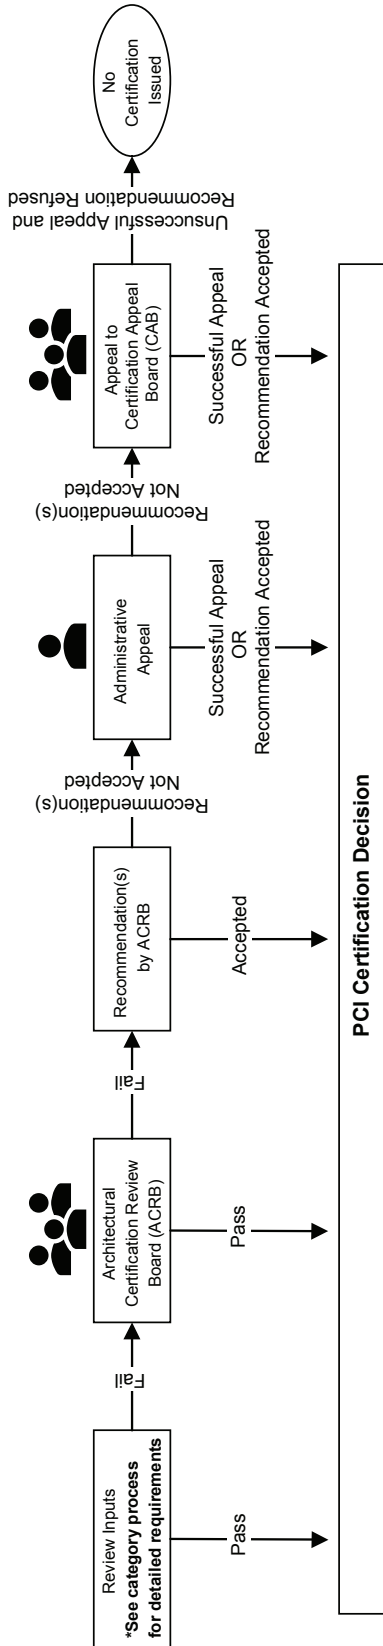 Review Inputs
*See category process
for detailed requirements
Fail
Pass
Architectural
Certification Review
Board (ACRB)
Fail
Pass
Recommendation(s)
by ACRB
Recommendation(s)
Not Accepted
Accepted
Administrative
Appeal
Recommendation(s)
Not Accepted
Successful Appeal
OR
Recommendation Accepted
Appeal to
Certification Appeal
Board (CAB)
Unsuccessful Appeal and
Recommendation Refused
Successful Appeal
OR
Recommendation Accepted
No
Certification
Issued
PCI Certification Decision